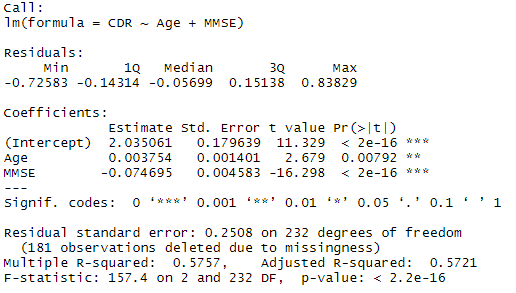 Call:
lm(formula = CDR ~ Age + MMSE)
Residuals:
     Min       1Q   Median       3Q      Max
-0.72583 -0.14314 -0.05699  0.15138  0.83829
Coefficients:
             Estimate Std. Error t value Pr(>|t|)
(Intercept)  2.035061   0.179639  11.329  < 2e-16 ***
Age          0.003754   0.001401   2.679  0.00792 **
MMSE        -0.074695   0.004583 -16.298  < 2e-16 ***
---
Signif. codes:  0 ‘***’ 0.001 ‘**’ 0.01 ‘*’ 0.05 ‘.’ 0.1 ‘ ’ 1
Residual standard error: 0.2508 on 232 degrees of freedom
  (181 observations deleted due to missingness)
Multiple R-squared:  0.5757,	Adjusted R-squared:  0.5721
F-statistic: 157.4 on 2 and 232 DF,  p-value: < 2.2e-16